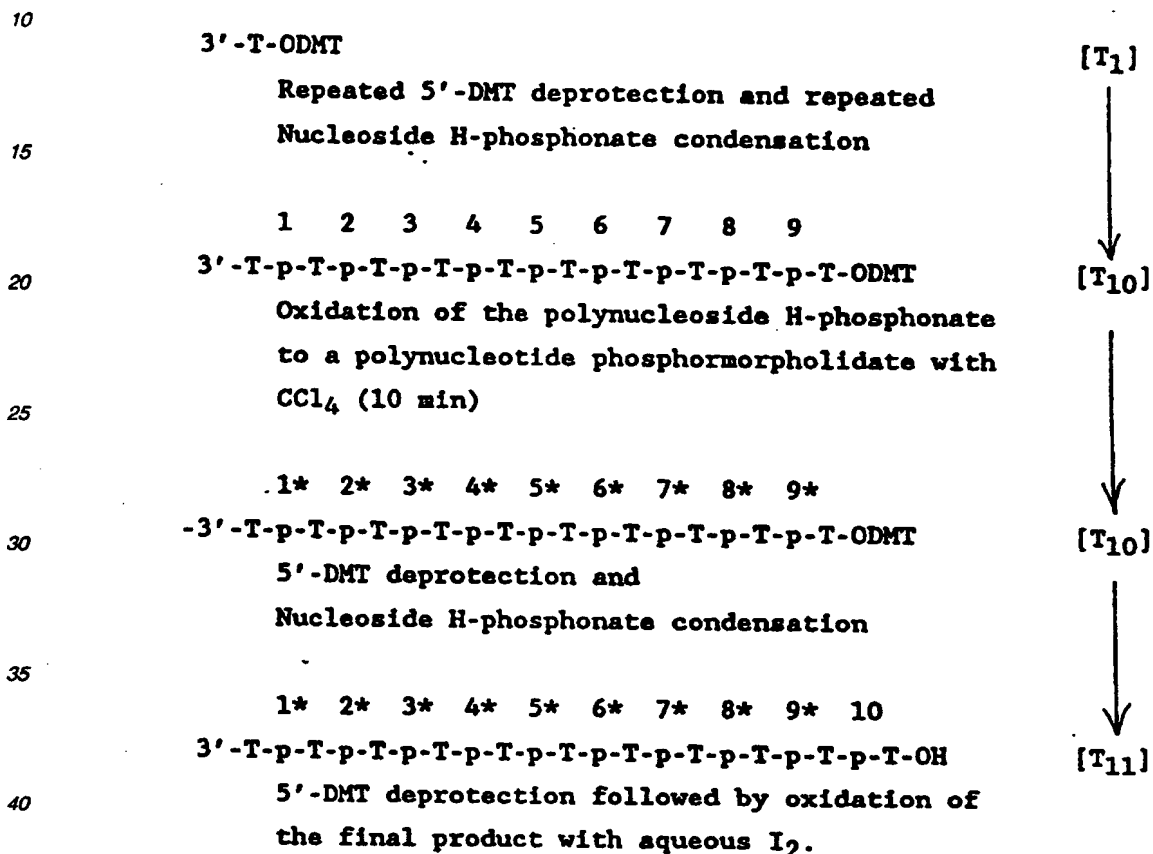 10
3'-T-ODMT [T1]
Repeated 5'-DMT deprotection and repeated
Nucleoside H-phosphonate condensation
15
1 2 3 4 5 6 7 8 9
20 3'-T-p-T-p-T-p-T-p-T-p-T-p-T-p-T-p-T-p-T-ODMT [T10]
Oxidation of the polynucleoside H-phosphonate
to a polynucleotide phosphormorpholidate with
25 CCl4 (10 min)
1* 2* 3* 4* 5* 6* 7* 8* 9*
30 -3'-T-p-T-p-T-p-T-p-T-p-T-p-T-p-T-p-T-p-T-ODMT [T10]
5'-DMT deprotection and
Nucleoside H-phosphonate condensation
35
1* 2* 3* 4* 5* 6* 7* 8* 9* 10
3'-T-p-T-p-T-p-T-p-T-p-T-p-T-p-T-p-T-p-T-p-T-OH [T11]
40 5'-DMT deprotection followed by oxidation of
the final product with aqueous I2.